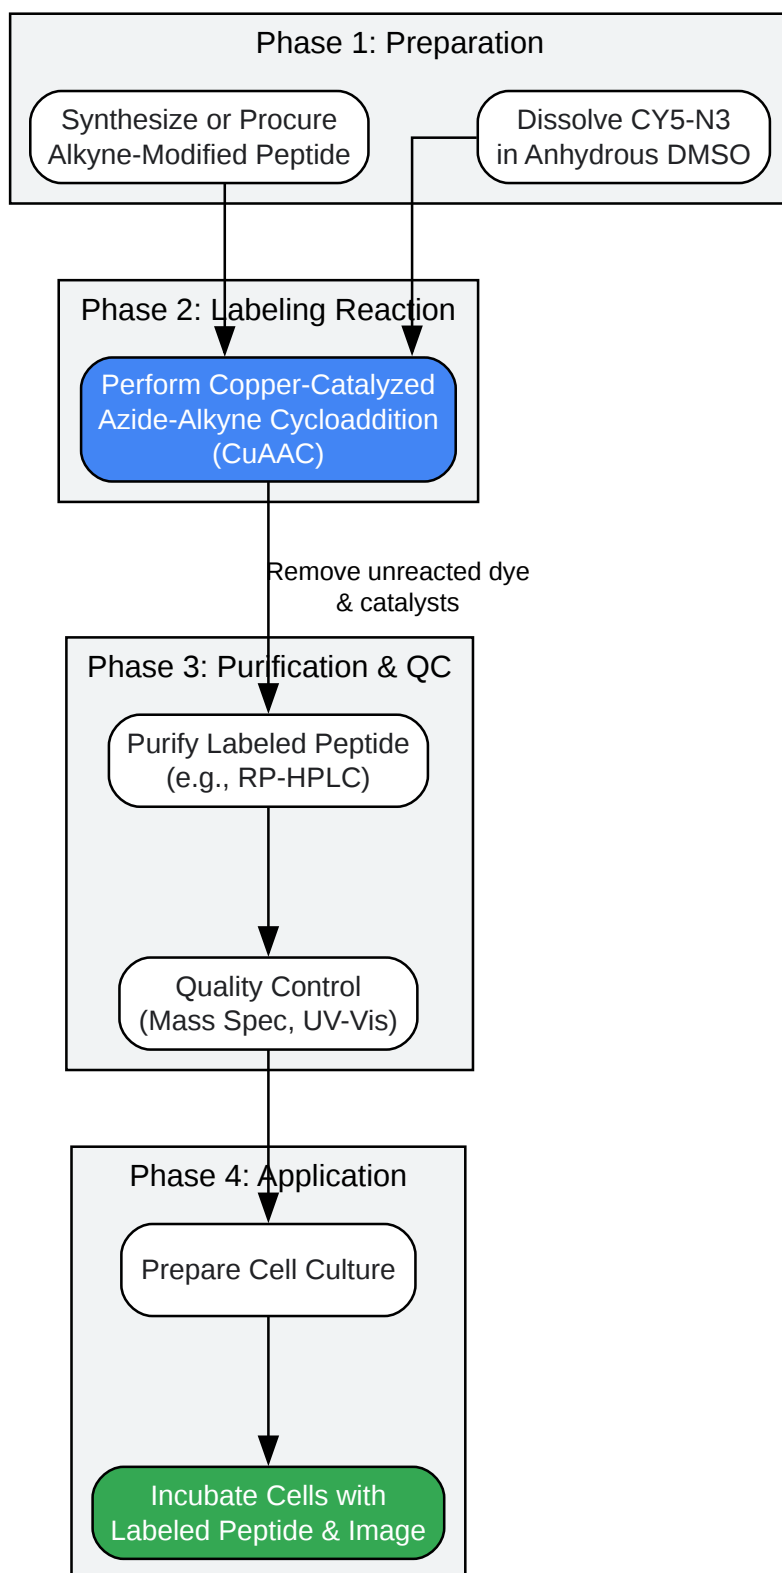 Phase 1: Preparation
Synthesize or Procure
Alkyne-Modified Peptide
Dissolve CY5-N3
in Anhydrous DMSO
Phase 2: Labeling Reaction
Perform Copper-Catalyzed
Azide-Alkyne Cycloaddition
(CuAAC)
Remove unreacted dye
& catalysts
Phase 3: Purification & QC
Purify Labeled Peptide
(e.g., RP-HPLC)
Quality Control
(Mass Spec, UV-Vis)
Phase 4: Application
Prepare Cell Culture
Incubate Cells with
Labeled Peptide & Image